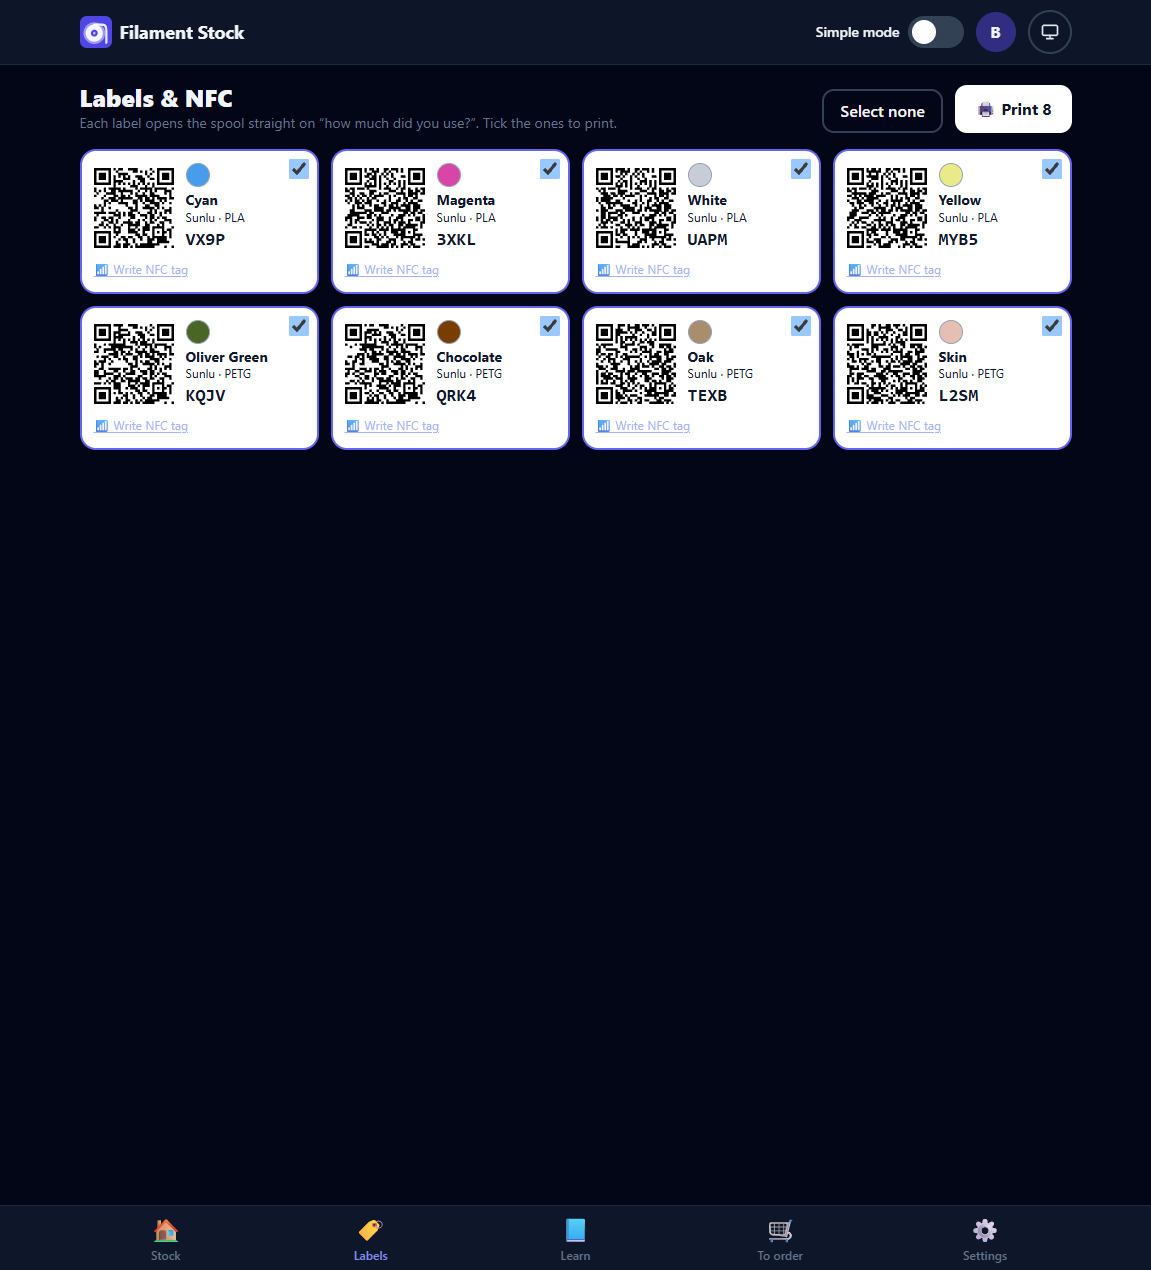 Filament Stock
Simple mode
B
Labels & NFC
Each label opens the spool straight on “how much did you use?”. Tick the ones to print.
Select none
Print 8
Cyan
Sunlu · PLA
VX9P
Write NFC tag
Magenta
Sunlu · PLA
3XKL
Write NFC tag
White
Sunlu · PLA
UAPM
Write NFC tag
Yellow
Sunlu · PLA
MYB5
Write NFC tag
Oliver Green
Sunlu · PETG
KQJV
Write NFC tag
Chocolate
Sunlu · PETG
QRK4
Write NFC tag
Oak
Sunlu · PETG
TEXB
Write NFC tag
Skin
Sunlu · PETG
L2SM
Write NFC tag
Stock
Labels
Learn
To order
Settings